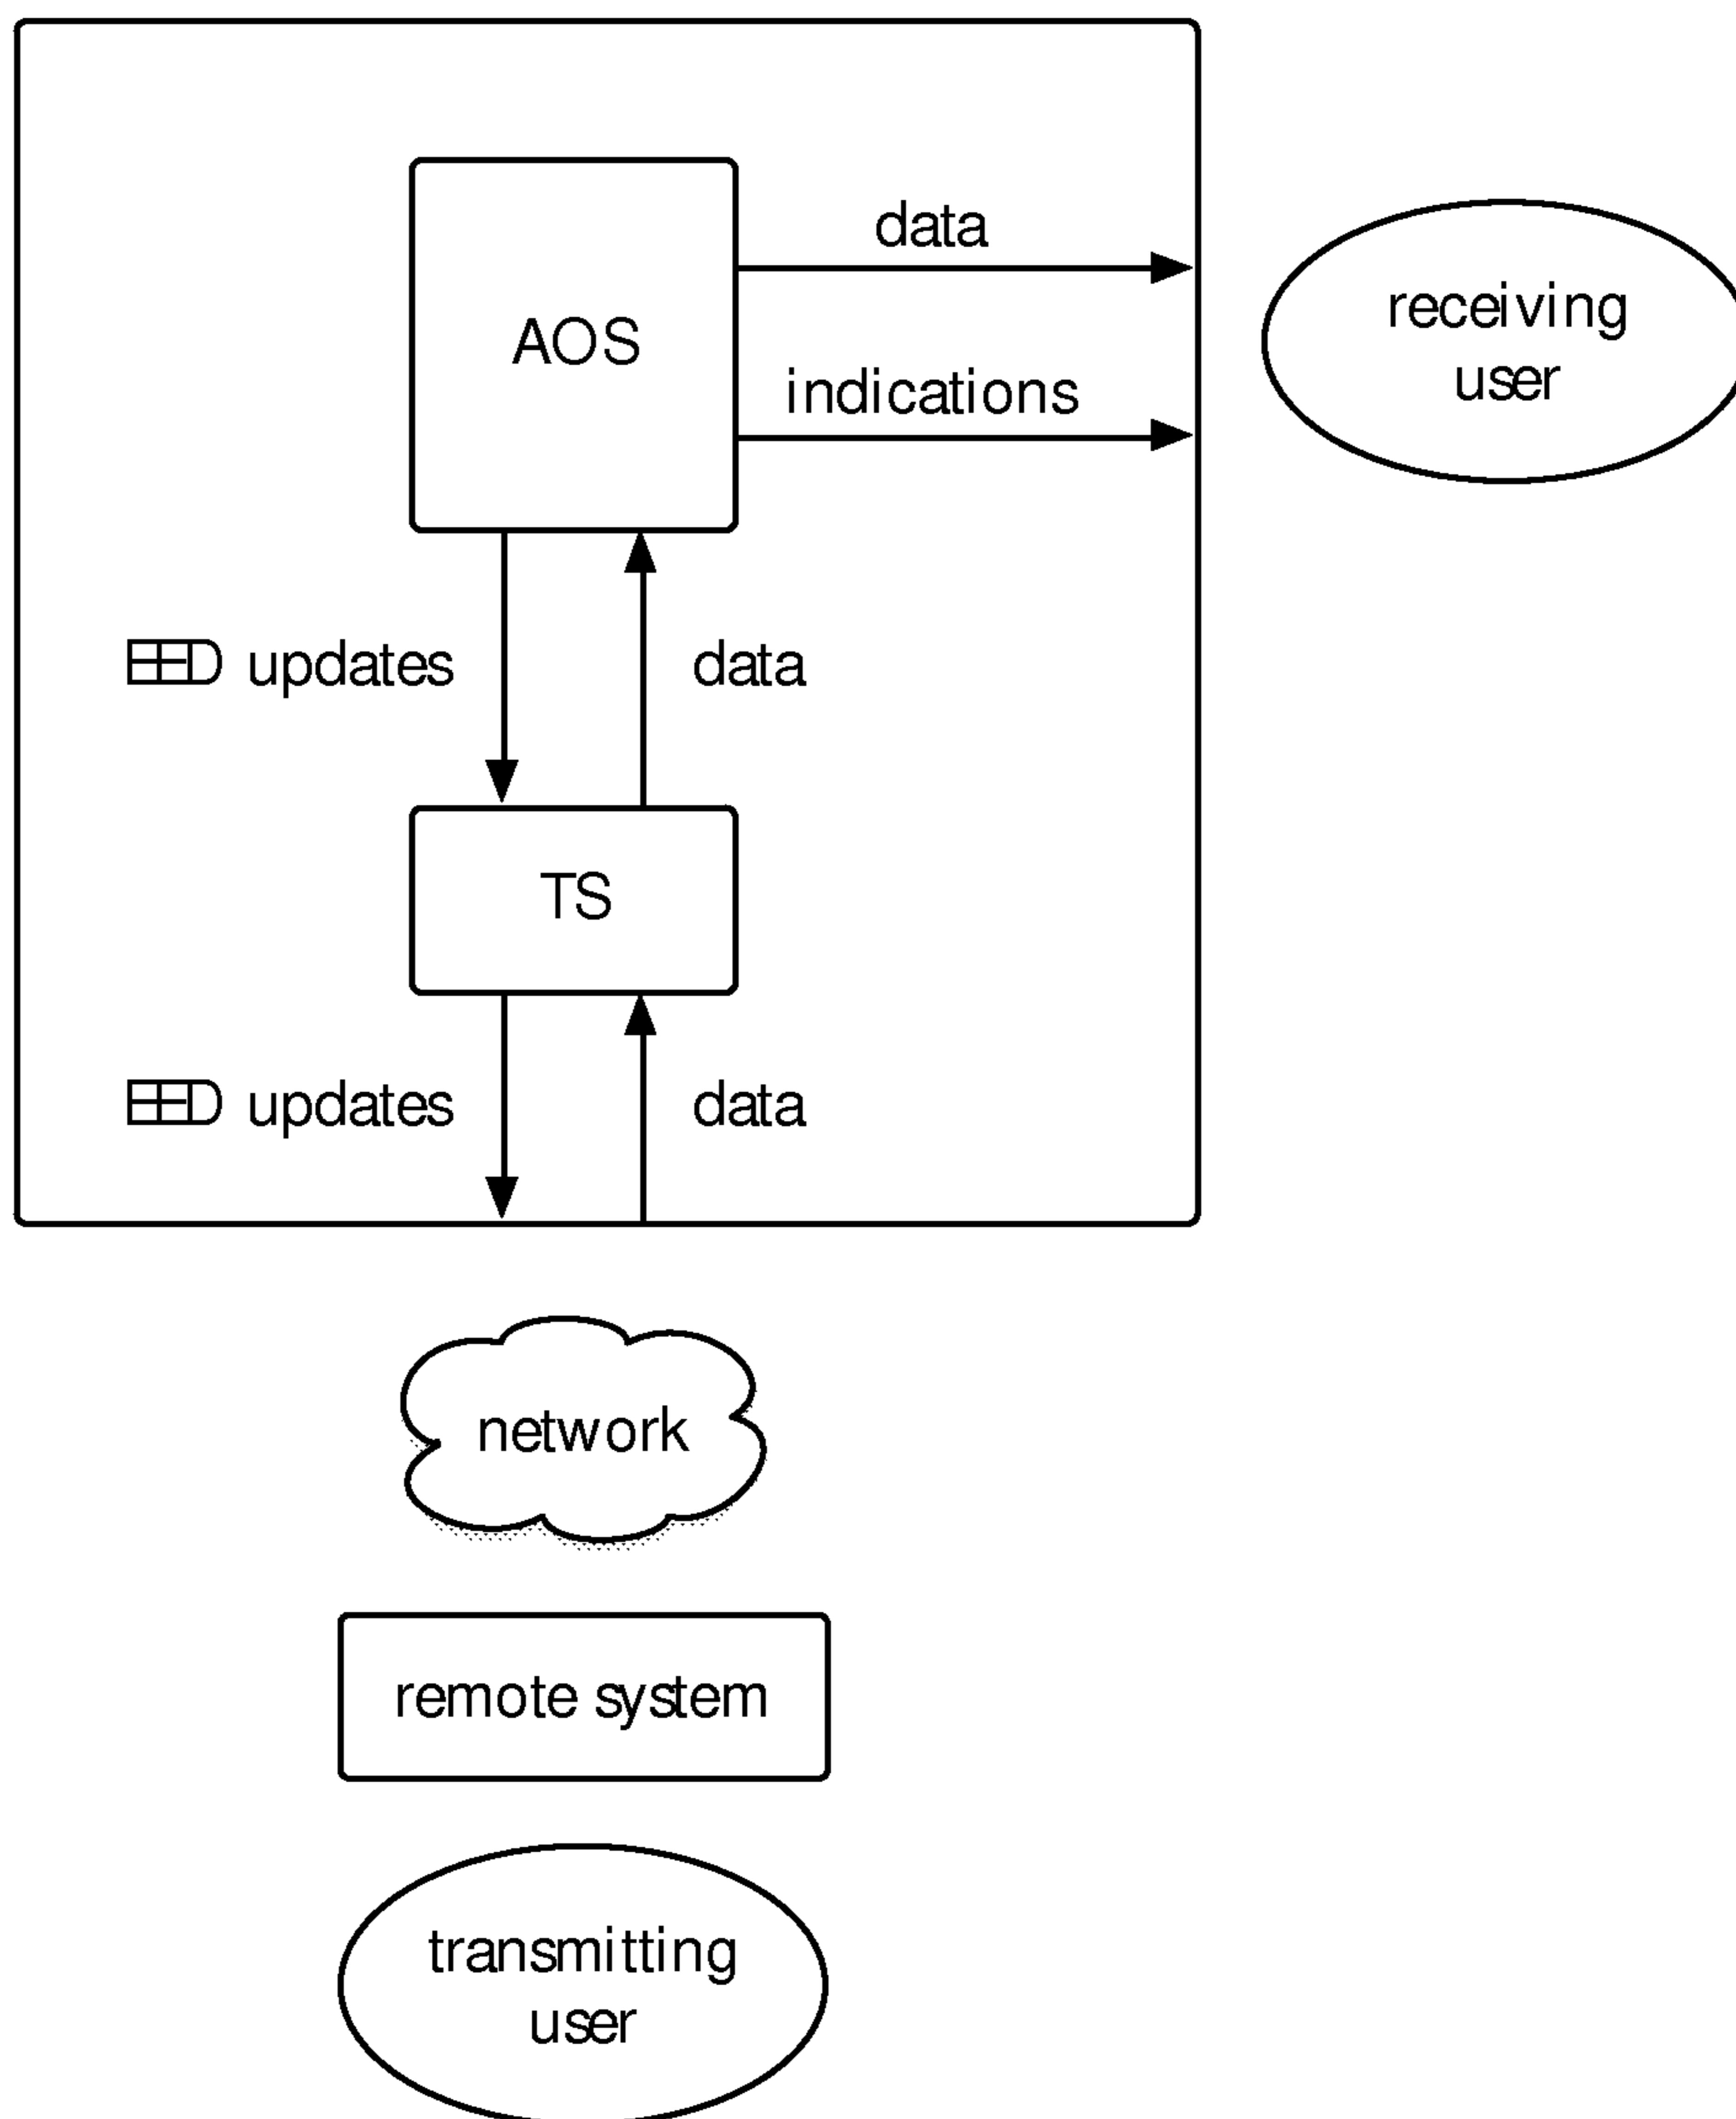 data
AOS
indications
receiving
user
updates
data
TS
updates
data
network
remote system
transmitting
user